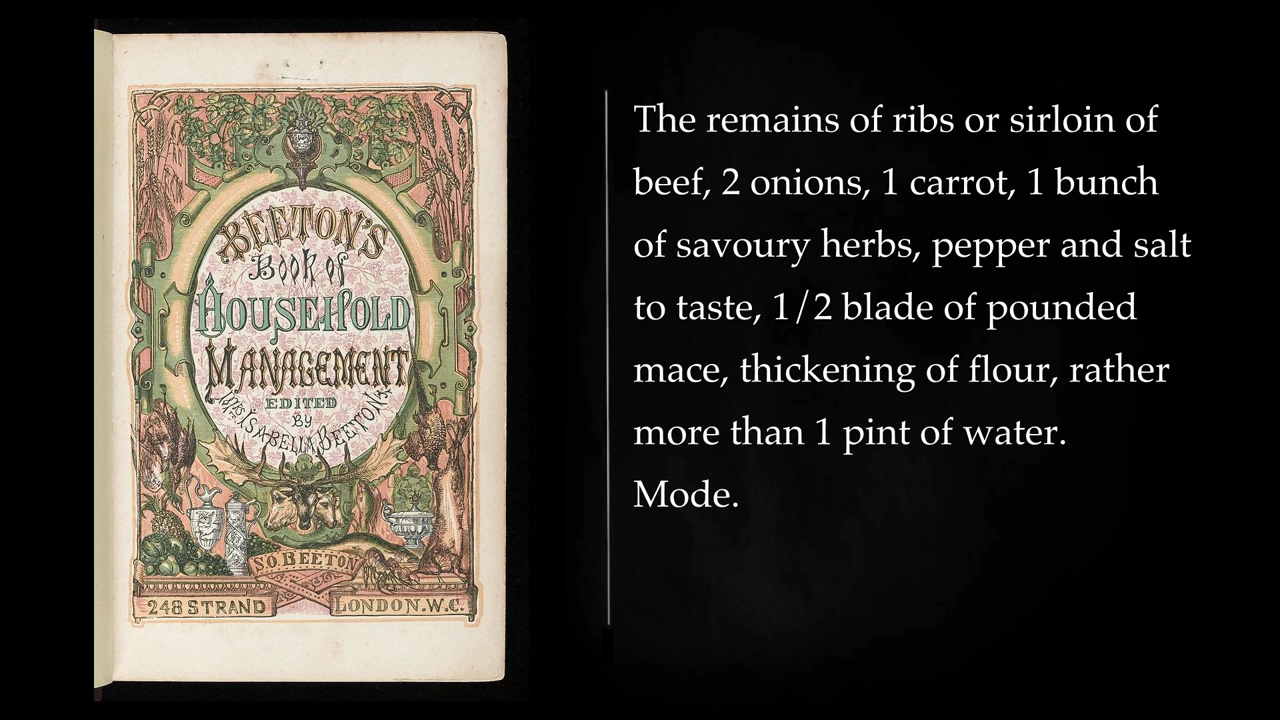 BEETON'S
Book of
HOUSEHOLD
MANAGEMENT
EDITED
By
MRS ISABELLA BEETON.
S.O. BEETON
248 STRAND
LONDON.W.C.
The remains of ribs or sirloin of
beef, 2 onions, 1 carrot, 1 bunch
of savoury herbs, pepper and salt
to taste, 1/2 blade of pounded
mace, thickening of flour, rather
more than 1 pint of water.
Mode.